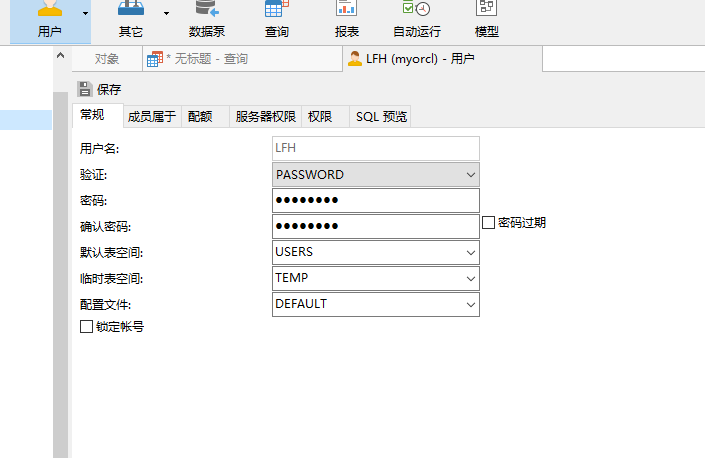 用户 其它 数据泵 查询 报表 自动运行 模型
对象 * 无标题 - 查询 LFH (myorcl) - 用户
保存
常规 成员属于 配额 服务器权限 权限 SQL 预览
用户名: LFH
验证: PASSWORD
密码: ●●●●●●●●
确认密码: ●●●●●●●● 密码过期
默认表空间: USERS
临时表空间: TEMP
配置文件: DEFAULT
锁定帐号